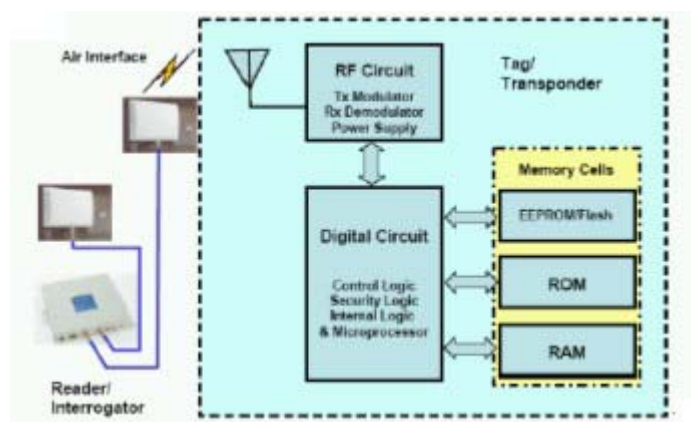 Air Interface
RF Circuit
Tx Modulator
Rx Demodulator
Power Supply
Tag/
Transponder
Memory Cells
EEPROM/Flash
Digital Circuit
Control Logic
Security Logic
Internal Logic
& Microprocessor
ROM
RAM
Reader/
Interrogator